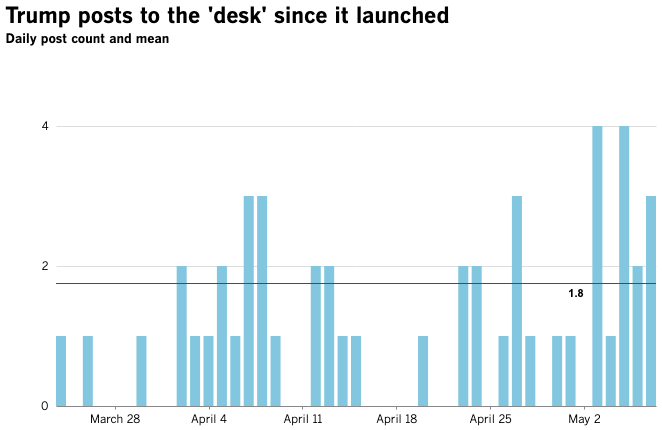 Trump posts to the 'desk' since it launched
Daily post count and mean
4
2
1.8
0
March 28 April 4 April 11 April 18 April 25 May 2